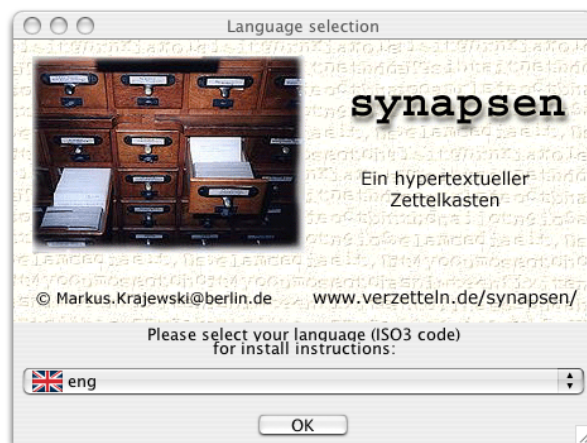 Language selection
synapsen
Ein hypertextueller
Zettelkasten
© Markus.Krajewski@berlin.de
www.verzetteln.de/synapsen/
Please select your language (ISO3 code)
for install instructions:
eng
OK